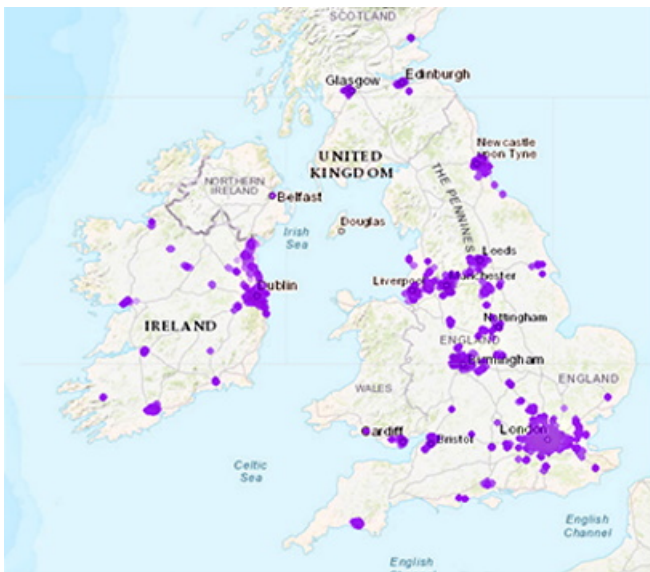 SCOTLAND
Glasgow
Edinburgh
Newcastle
upon Tyne
UNITED
KINGDOM
THE PENNINES
NORTHERN
IRELAND
Belfast
Douglas
Irish
Sea
Leeds
Liverpool
Manchester
Dublin
Nottingham
IRELAND
ENGLAND
Birmingham
WALES
ENGLAND
London
Cardiff
Bristol
Celtic
Sea
English
Channel
English